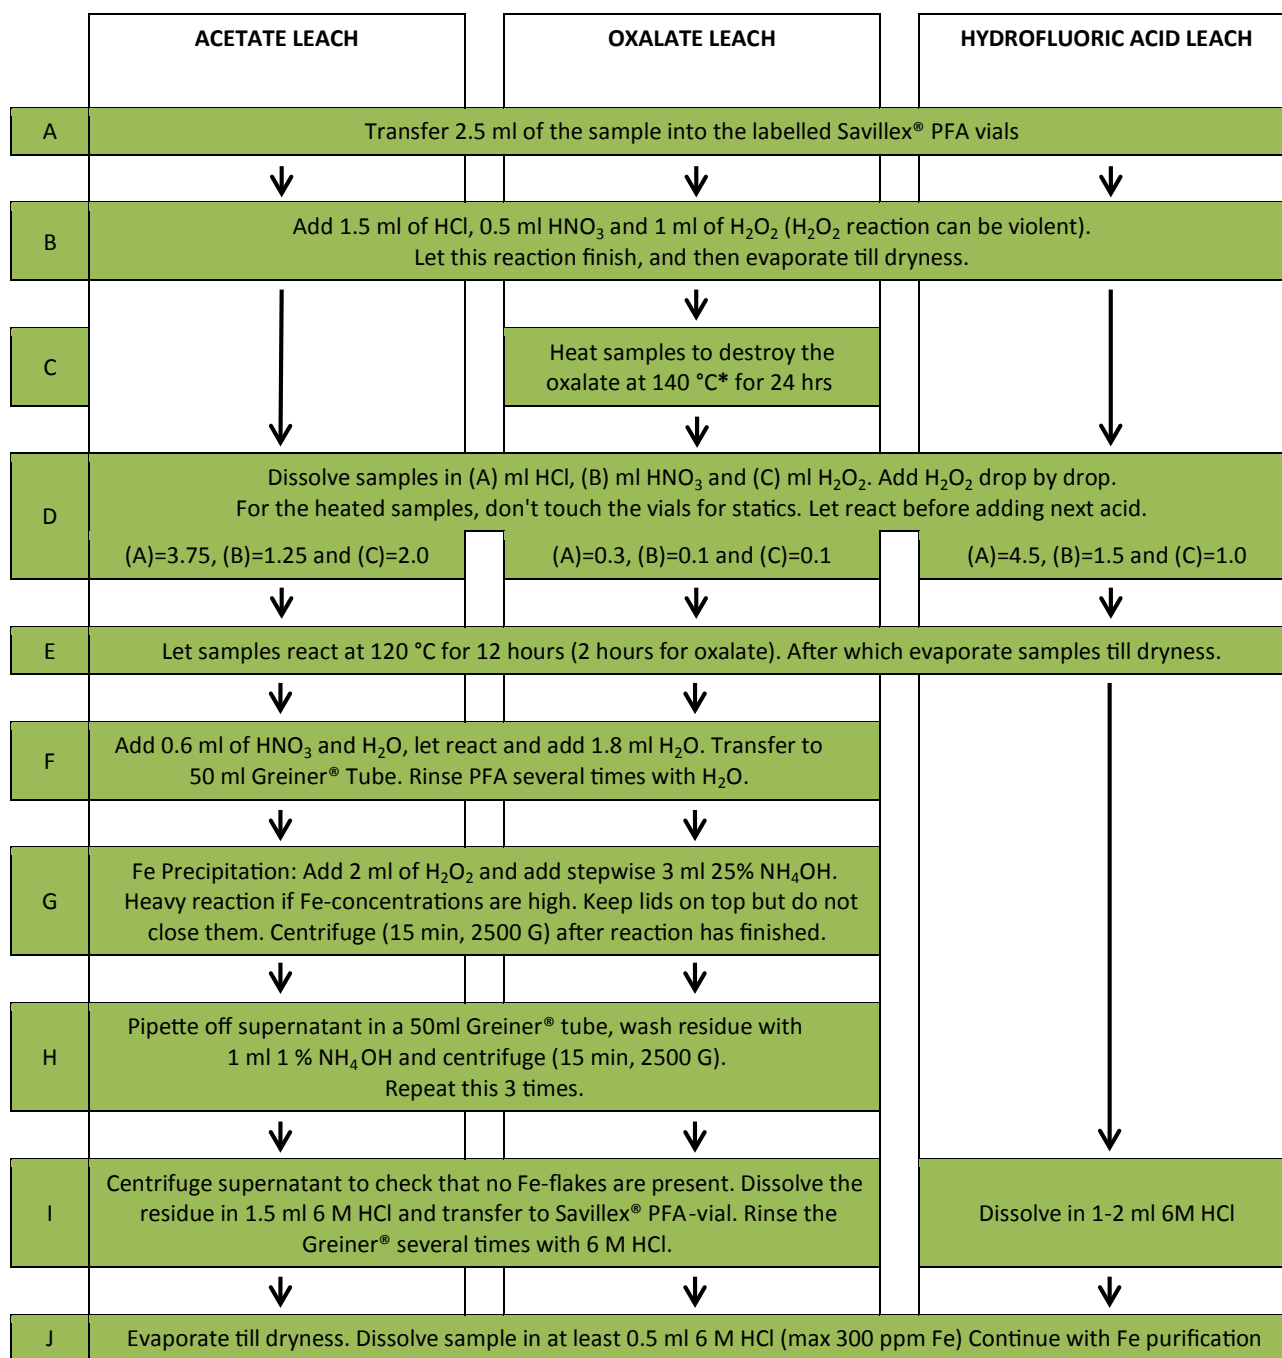 ACETATE LEACH
OXALATE LEACH
HYDROFLUORIC ACID LEACH
A
Transfer 2.5 ml of the sample into the labelled Savillex® PFA vials
B
Add 1.5 ml of HCl, 0.5 ml HNO₃ and 1 ml of H₂O₂ (H₂O₂ reaction can be violent).
Let this reaction finish, and then evaporate till dryness.
C
Heat samples to destroy the
oxalate at 140 °C* for 24 hrs
D
Dissolve samples in (A) ml HCl, (B) ml HNO₃ and (C) ml H₂O₂. Add H₂O₂ drop by drop.
For the heated samples, don't touch the vials for statics. Let react before adding next acid.
(A)=3.75, (B)=1.25 and (C)=2.0
(A)=0.3, (B)=0.1 and (C)=0.1
(A)=4.5, (B)=1.5 and (C)=1.0
E
Let samples react at 120 °C for 12 hours (2 hours for oxalate). After which evaporate samples till dryness.
F
Add 0.6 ml of HNO₃ and H₂O, let react and add 1.8 ml H₂O. Transfer to
50 ml Greiner® Tube. Rinse PFA several times with H₂O.
G
Fe Precipitation: Add 2 ml of H₂O₂ and add stepwise 3 ml 25% NH₄OH.
Heavy reaction if Fe-concentrations are high. Keep lids on top but do not
close them. Centrifuge (15 min, 2500 G) after reaction has finished.
H
Pipette off supernatant in a 50ml Greiner® tube, wash residue with
1 ml 1 % NH₄OH and centrifuge (15 min, 2500 G).
Repeat this 3 times.
I
Centrifuge supernatant to check that no Fe-flakes are present. Dissolve the
residue in 1.5 ml 6 M HCl and transfer to Savillex® PFA-vial. Rinse the
Greiner® several times with 6 M HCl.
Dissolve in 1-2 ml 6M HCl
J
Evaporate till dryness. Dissolve sample in at least 0.5 ml 6 M HCl (max 300 ppm Fe) Continue with Fe purification